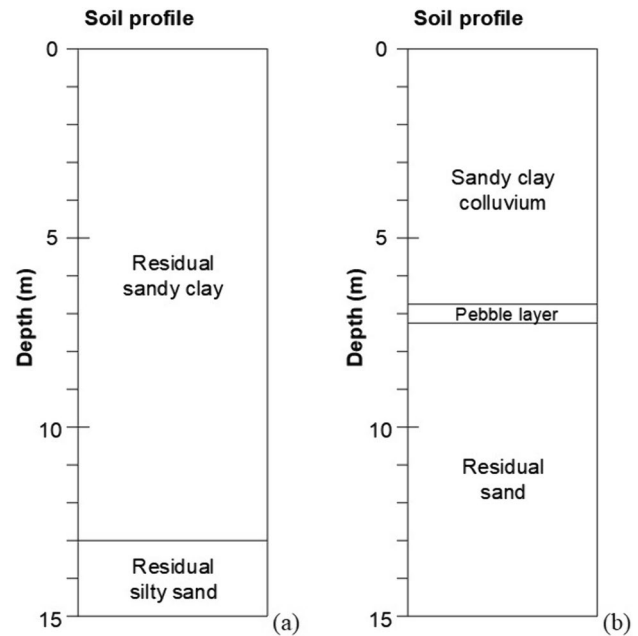 Soil profile
0
5
Depth (m)
10
15
Residual
sandy clay
Residual
silty sand
(a)
Soil profile
0
5
Depth (m)
10
15
Sandy clay
colluvium
Pebble layer
Residual
sand
(b)